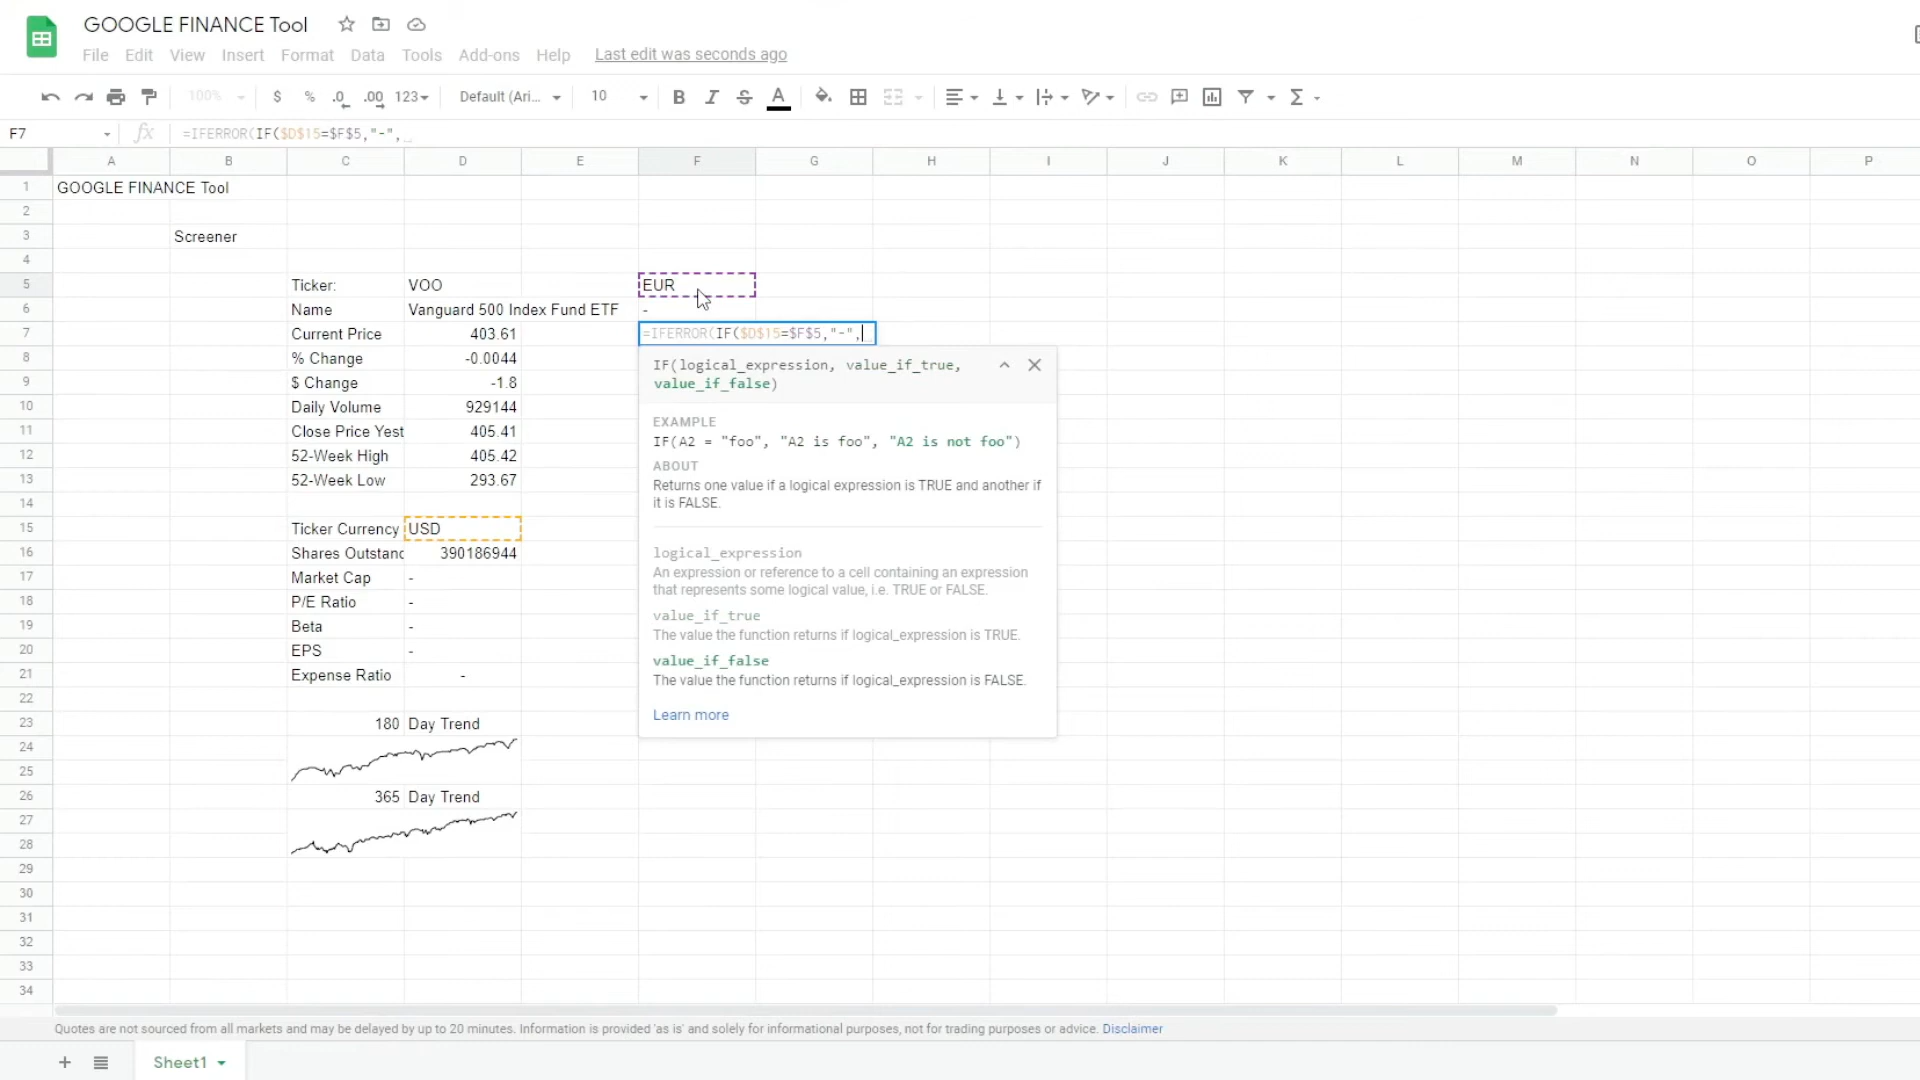 GOOGLE FINANCE Tool
File Edit View Insert Format Data Tools Add-ons Help Last edit was seconds ago
100% $ % .0 .00 123 Default (Ari... 10 B I S A Σ
F7 fx =IFERROR(IF($D$15=$F$5,"-",
A B C D E F G H I J K L M N O P
1 GOOGLE FINANCE Tool
2
3 Screener
4
5 Ticker: VOO EUR
6 Name Vanguard 500 Index Fund ETF -
7 Current Price 403.61 =IFERROR(IF($D$15=$F$5,"-",
8 % Change -0.0044
9 $ Change -1.8
10 Daily Volume 929144
11 Close Price Yest 405.41
12 52-Week High 405.42
13 52-Week Low 293.67
14
15 Ticker Currency USD
16 Shares Outstanc 390186944
17 Market Cap -
18 P/E Ratio -
19 Beta -
20 EPS -
21 Expense Ratio -
22
23 180 Day Trend
24
25
26 365 Day Trend
27
28
29
30
31
32
33
34
IF(logical_expression, value_if_true,
value_if_false)
EXAMPLE
IF(A2 = "foo", "A2 is foo", "A2 is not foo")
ABOUT
Returns one value if a logical expression is TRUE and another if
it is FALSE.
logical_expression
An expression or reference to a cell containing an expression
that represents some logical value, i.e. TRUE or FALSE.
value_if_true
The value the function returns if logical_expression is TRUE.
value_if_false
The value the function returns if logical_expression is FALSE.
Learn more
Quotes are not sourced from all markets and may be delayed by up to 20 minutes. Information is provided 'as is' and solely for informational purposes, not for trading purposes or advice. Disclaimer
+ Sheet1